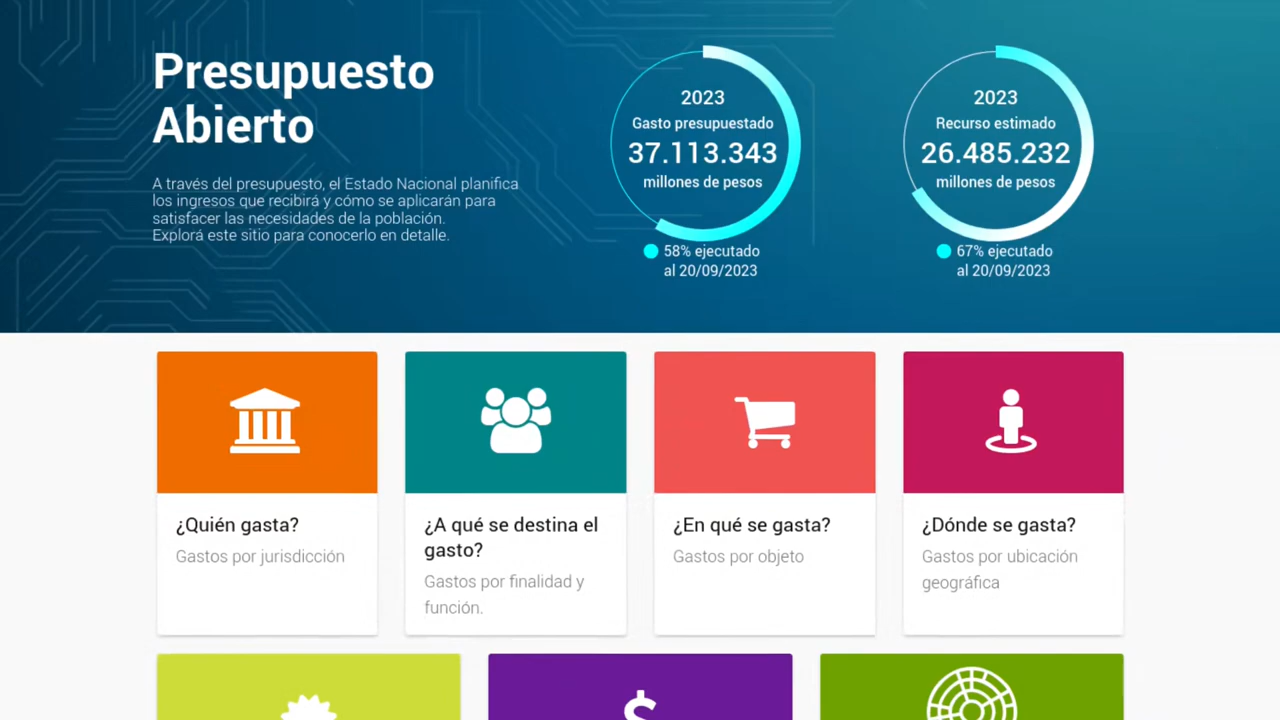 Presupuesto
Abierto
A través del presupuesto, el Estado Nacional planifica
los ingresos que recibirá y cómo se aplicarán para
satisfacer las necesidades de la población.
Explorá este sitio para conocerlo en detalle.
2023
Gasto presupuestado
37.113.343
millones de pesos
58% ejecutado
al 20/09/2023
2023
Recurso estimado
26.485.232
millones de pesos
67% ejecutado
al 20/09/2023
¿Quién gasta?
Gastos por jurisdicción
¿A qué se destina el
gasto?
Gastos por finalidad y
función.
¿En qué se gasta?
Gastos por objeto
¿Dónde se gasta?
Gastos por ubicación
geográfica
$